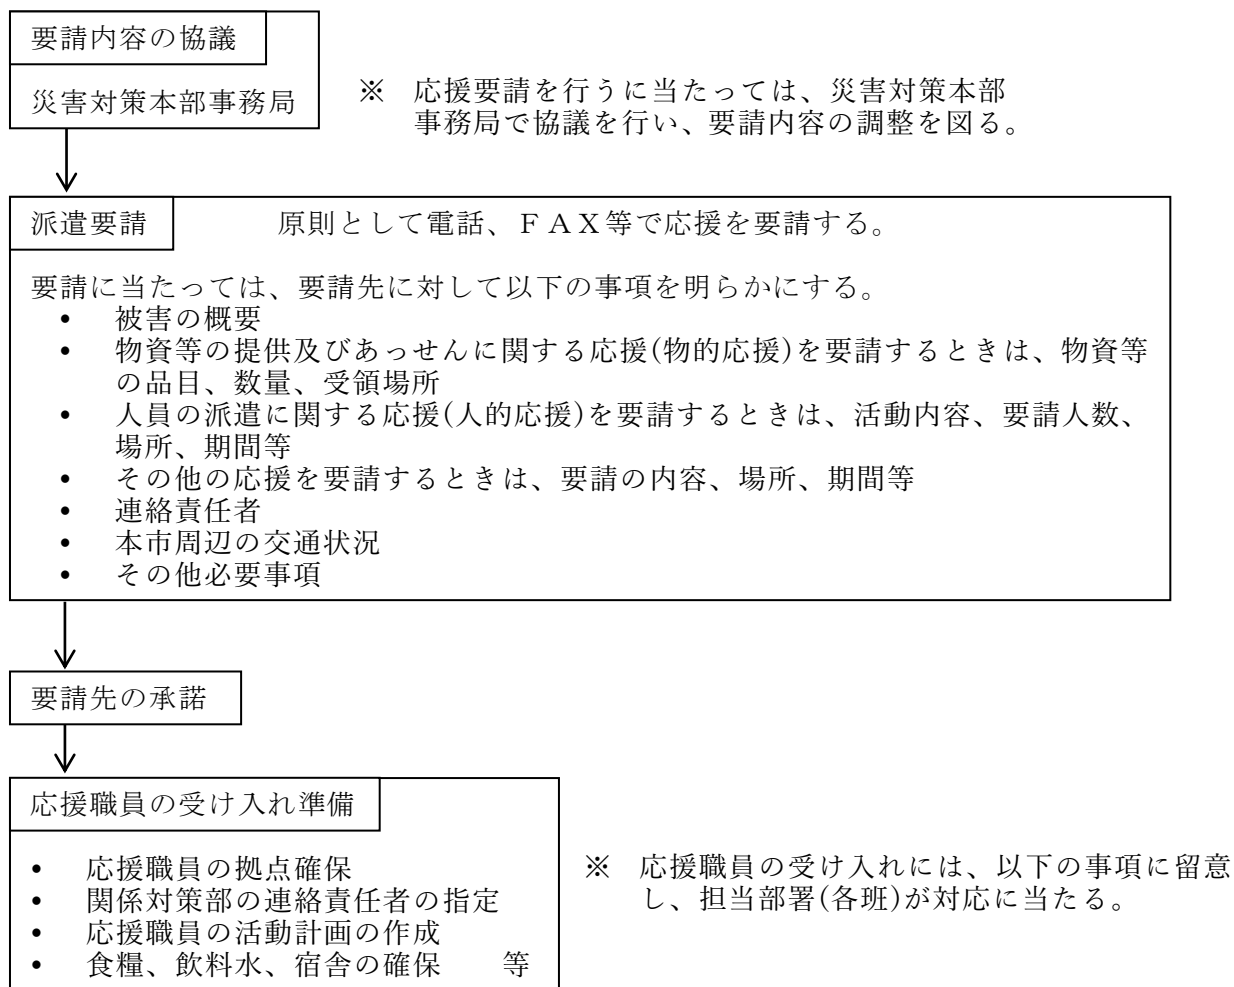 要請内容の協議
災害対策本部事務局
※　応援要請を行うに当たっては、災害対策本部
事務局で協議を行い、要請内容の調整を図る。
派遣要請
原則として電話、ＦＡＸ等で応援を要請する。
要請に当たっては、要請先に対して以下の事項を明らかにする。
•　被害の概要
•　物資等の提供及びあっせんに関する応援(物的応援)を要請するときは、物資等
の品目、数量、受領場所
•　人員の派遣に関する応援(人的応援)を要請するときは、活動内容、要請人数、
場所、期間等
•　その他の応援を要請するときは、要請の内容、場所、期間等
•　連絡責任者
•　本市周辺の交通状況
•　その他必要事項
要請先の承諾
応援職員の受け入れ準備
•　応援職員の拠点確保
•　関係対策部の連絡責任者の指定
•　応援職員の活動計画の作成
•　食糧、飲料水、宿舎の確保　　等
※　応援職員の受け入れには、以下の事項に留意
し、担当部署(各班)が対応に当たる。